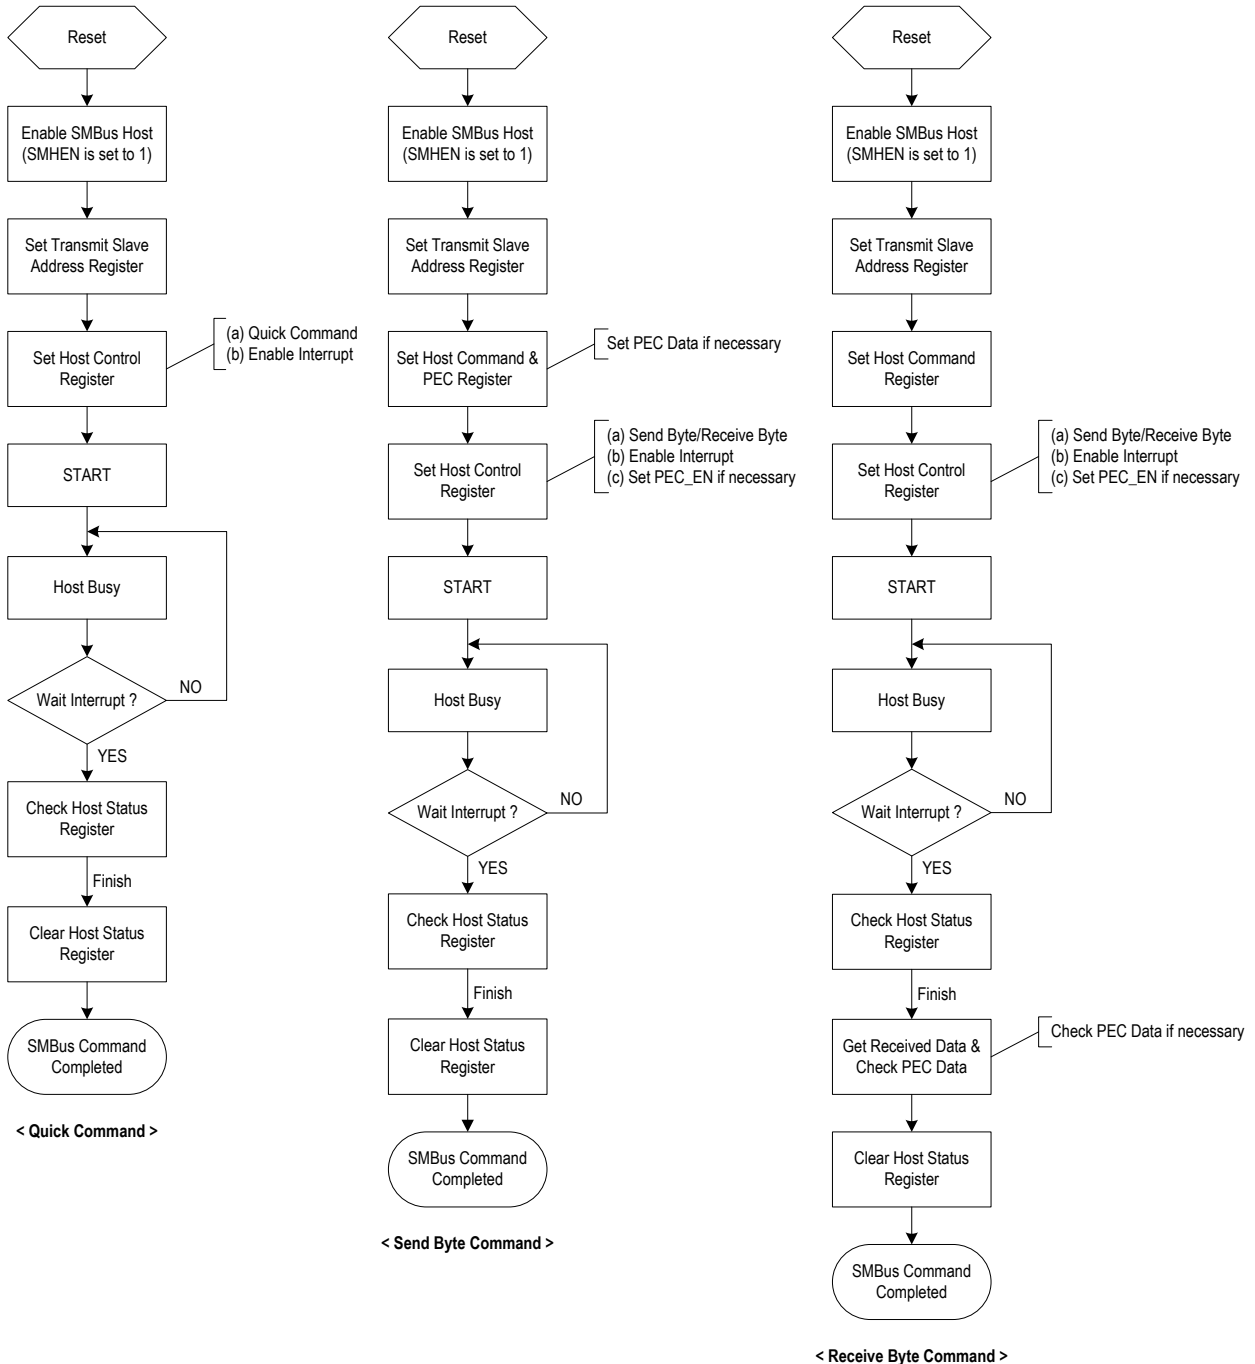 Reset
Enable SMBus Host
(SMHEN is set to 1)
Set Transmit Slave
Address Register
Set Host Control
Register
(a) Quick Command
(b) Enable Interrupt
START
Host Busy
Wait Interrupt ?
NO
YES
Check Host Status
Register
Finish
Clear Host Status
Register
SMBus Command
Completed
< Quick Command >
Reset
Enable SMBus Host
(SMHEN is set to 1)
Set Transmit Slave
Address Register
Set Host Command &
PEC Register
Set PEC Data if necessary
Set Host Control
Register
(a) Send Byte/Receive Byte
(b) Enable Interrupt
(c) Set PEC_EN if necessary
START
Host Busy
Wait Interrupt ?
NO
YES
Check Host Status
Register
Finish
Clear Host Status
Register
SMBus Command
Completed
< Send Byte Command >
Reset
Enable SMBus Host
(SMHEN is set to 1)
Set Transmit Slave
Address Register
Set Host Command
Register
Set Host Control
Register
(a) Send Byte/Receive Byte
(b) Enable Interrupt
(c) Set PEC_EN if necessary
START
Host Busy
Wait Interrupt ?
NO
YES
Check Host Status
Register
Finish
Get Received Data &
Check PEC Data
Check PEC Data if necessary
Clear Host Status
Register
SMBus Command
Completed
< Receive Byte Command >